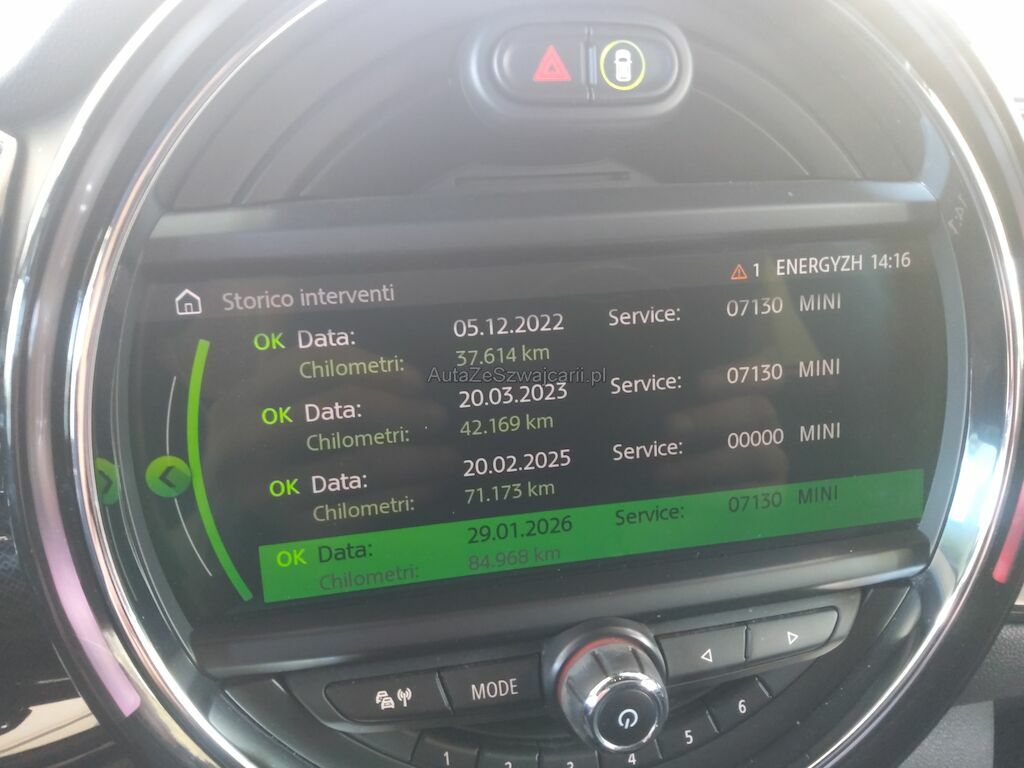 1 ENERGYZH 14:16
Storico interventi
OK Data: 05.12.2022 Service: 07130 MINI
Chilometri: 37.614 km
AutaZeSzwajcarii.pl
OK Data: 20.03.2023 Service: 07130 MINI
Chilometri: 42.169 km
OK Data: 20.02.2025 Service: 00000 MINI
Chilometri: 71.173 km
OK Data: 29.01.2026 Service: 07130 MINI
Chilometri: 84.968 km
MODE
1 2 3 4 5 6